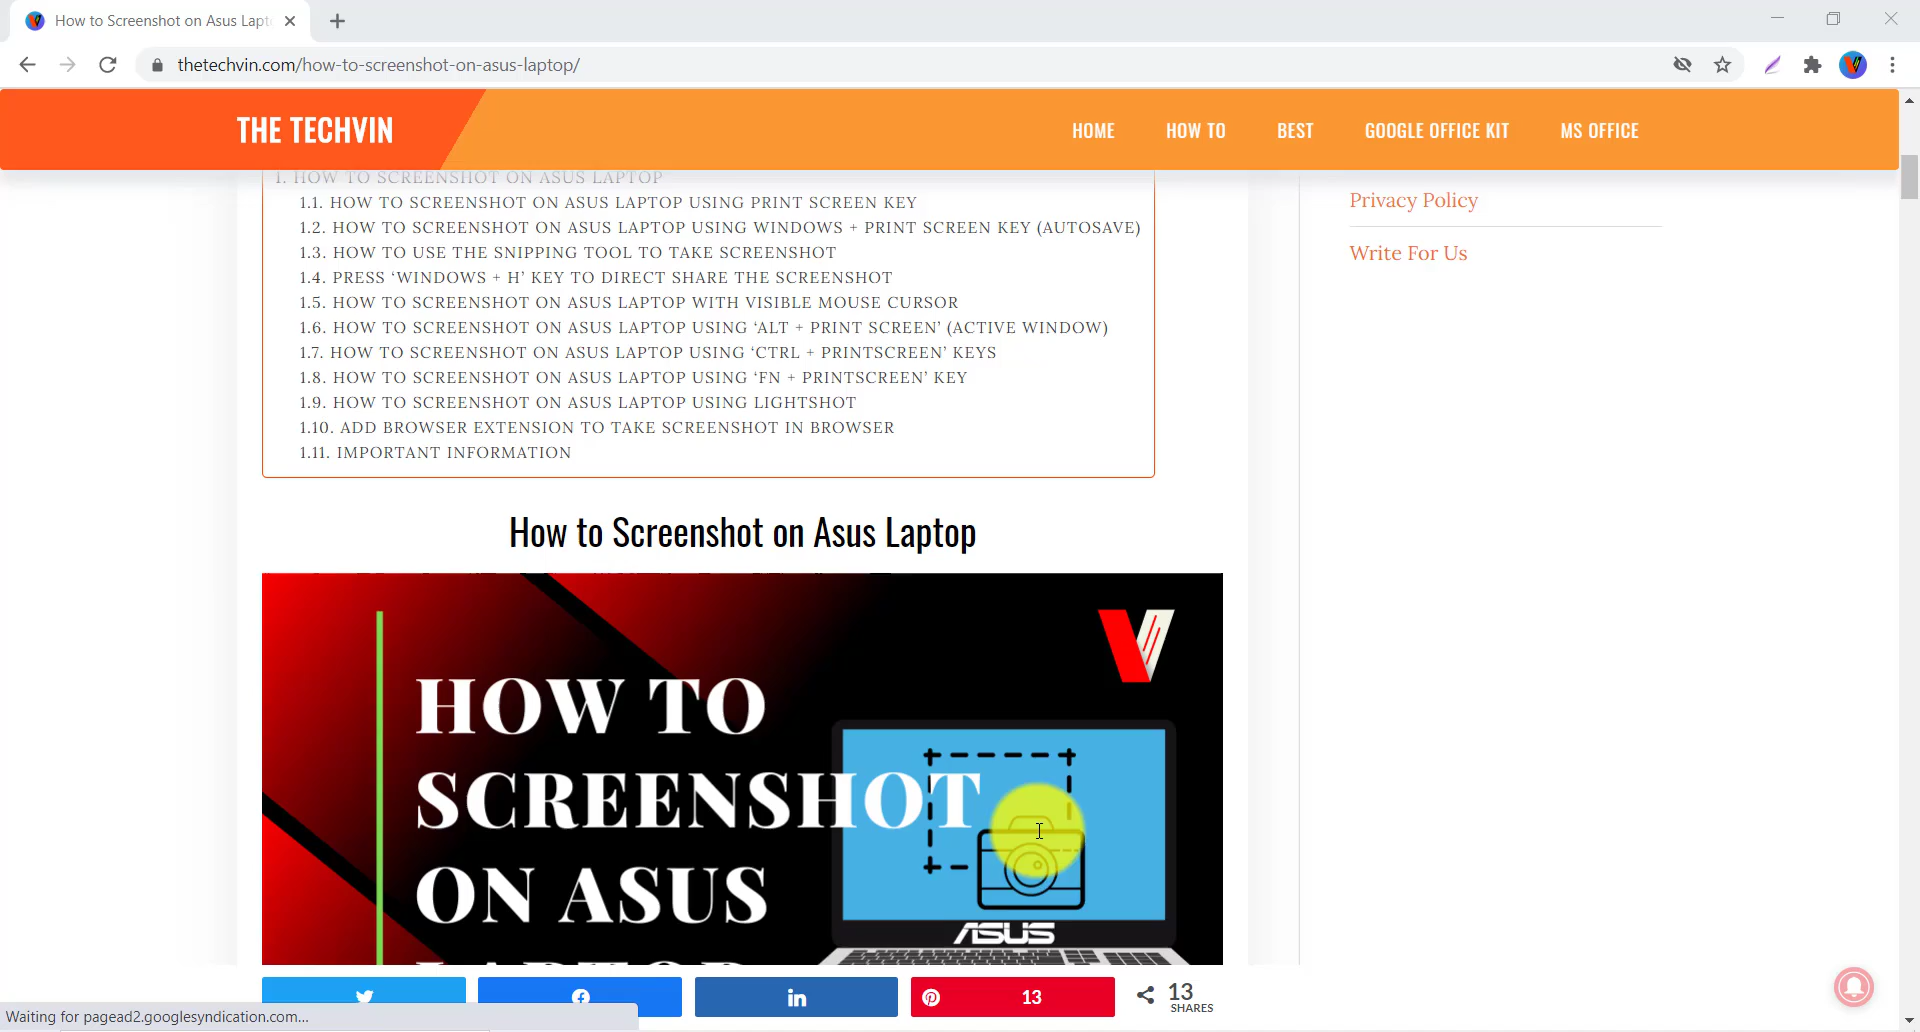 How to Screenshot on Asus Lapt
thetechvin.com/how-to-screenshot-on-asus-laptop/
THE TECHVIN
HOME
HOW TO
BEST
GOOGLE OFFICE KIT
MS OFFICE
1. HOW TO SCREENSHOT ON ASUS LAPTOP
1.1. HOW TO SCREENSHOT ON ASUS LAPTOP USING PRINT SCREEN KEY
1.2. HOW TO SCREENSHOT ON ASUS LAPTOP USING WINDOWS + PRINT SCREEN KEY (AUTOSAVE)
1.3. HOW TO USE THE SNIPPING TOOL TO TAKE SCREENSHOT
1.4. PRESS ‘WINDOWS + H’ KEY TO DIRECT SHARE THE SCREENSHOT
1.5. HOW TO SCREENSHOT ON ASUS LAPTOP WITH VISIBLE MOUSE CURSOR
1.6. HOW TO SCREENSHOT ON ASUS LAPTOP USING ‘ALT + PRINT SCREEN’ (ACTIVE WINDOW)
1.7. HOW TO SCREENSHOT ON ASUS LAPTOP USING ‘CTRL + PRINTSCREEN’ KEYS
1.8. HOW TO SCREENSHOT ON ASUS LAPTOP USING ‘FN + PRINTSCREEN’ KEY
1.9. HOW TO SCREENSHOT ON ASUS LAPTOP USING LIGHTSHOT
1.10. ADD BROWSER EXTENSION TO TAKE SCREENSHOT IN BROWSER
1.11. IMPORTANT INFORMATION
Privacy Policy
Write For Us
How to Screenshot on Asus Laptop
HOW TO
SCREENSHOT
ON ASUS
LAPTOP
ASUS
13
13
SHARES
Waiting for pagead2.googlesyndication.com...